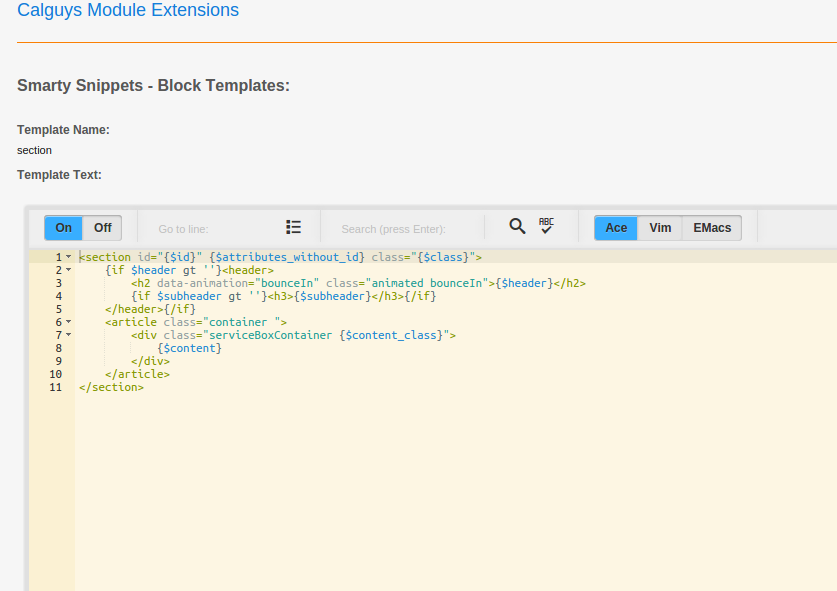 Calguys Module Extensions
Smarty Snippets - Block Templates:
Template Name:
section
Template Text:
On Off Go to line: Search (press Enter): ABC Ace Vim EMacs
1 <section id="{$id}" {$attributes_without_id} class="{$class}">
2 {if $header gt ''}<header>
3 <h2 data-animation="bounceIn" class="animated bounceIn">{$header}</h2>
4 {if $subheader gt ''}<h3>{$subheader}</h3>{/if}
5 </header>{/if}
6 <article class="container ">
7 <div class="serviceBoxContainer {$content_class}">
8 {$content}
9 </div>
10 </article>
11 </section>